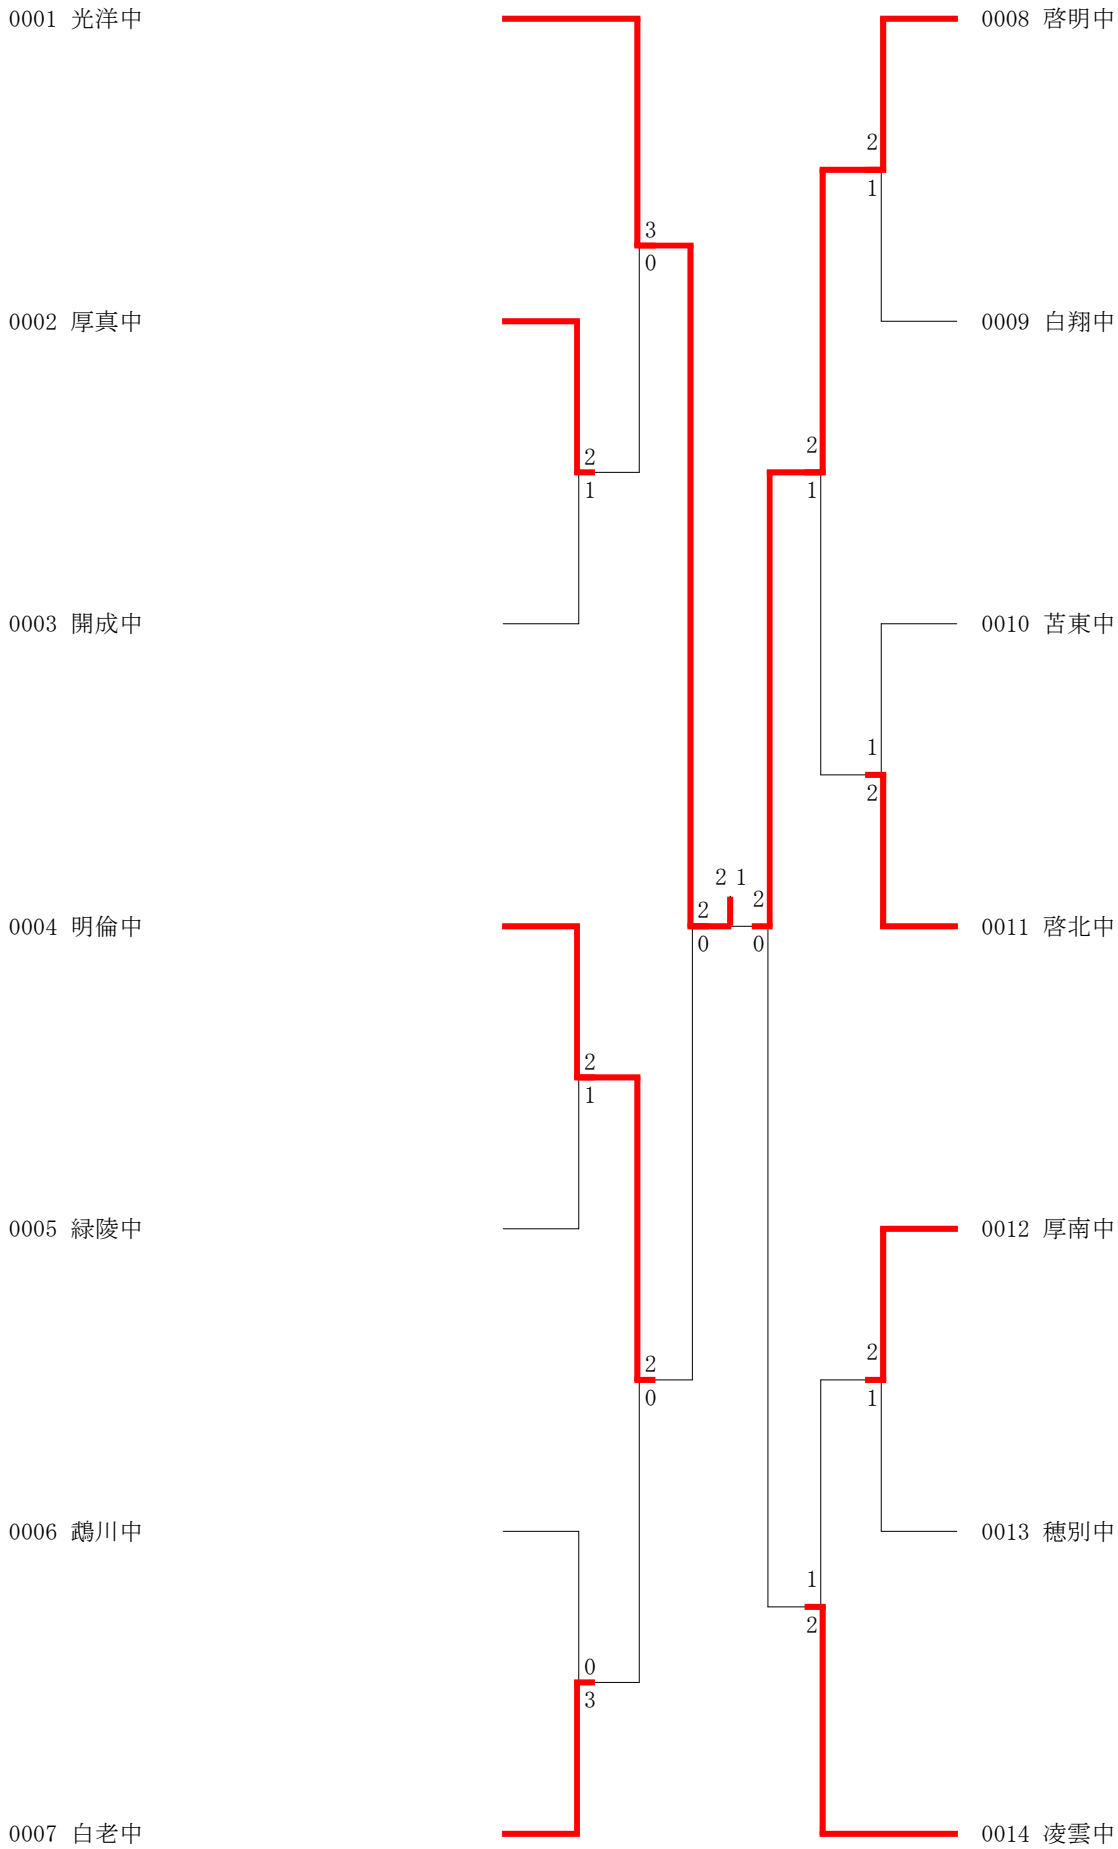 0001 光洋中
0008 啓明中
2
1
3
0
0002 厚真中
0009 白翔中
2
1
2
1
0003 開成中
0010 苫東中
1
2
2 1
2
0
2
0
0004 明倫中
0011 啓北中
2
1
0005 緑陵中
0012 厚南中
2
1
2
0
0006 鵡川中
0013 穂別中
1
2
0
3
0007 白老中
0014 凌雲中